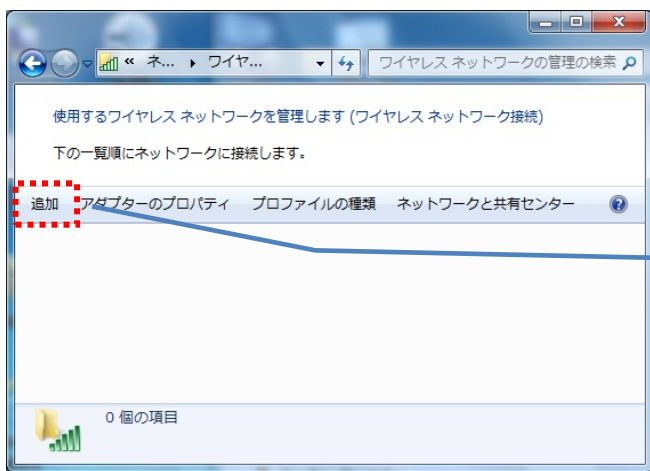 « ネ... ▸ ワイヤ... ワイヤレス ネットワークの管理の検索
使用するワイヤレス ネットワークを管理します (ワイヤレス ネットワーク接続)
下の一覧順にネットワークに接続します。
追加 アダプターのプロパティ プロファイルの種類 ネットワークと共有センター
0 個の項目